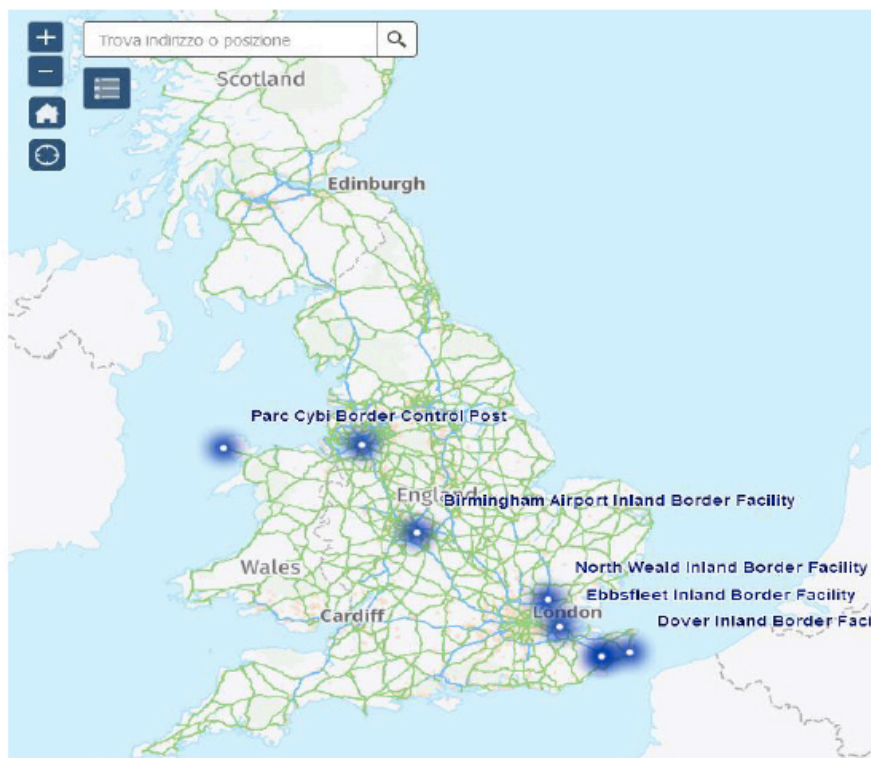 Trova indirizzo o posizione
Scotland
Edinburgh
Parc Cybi Border Control Post
England
Birmingham Airport Inland Border Facility
Wales
North Weald Inland Border Facility
Ebbsfleet Inland Border Facility
London
Cardiff
Dover Inland Border Faci